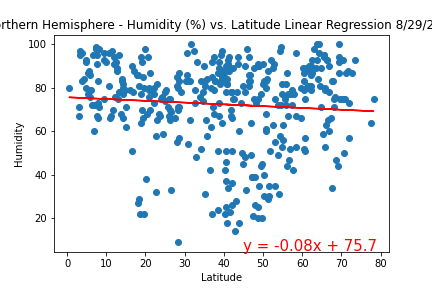 orthern Hemisphere - Humidity (%) vs. Latitude Linear Regression 8/29/2
100
80
60
40
20
Humidity
y = -0.08x + 75.7
0 10 20 30 40 50 60 70 80
Latitude